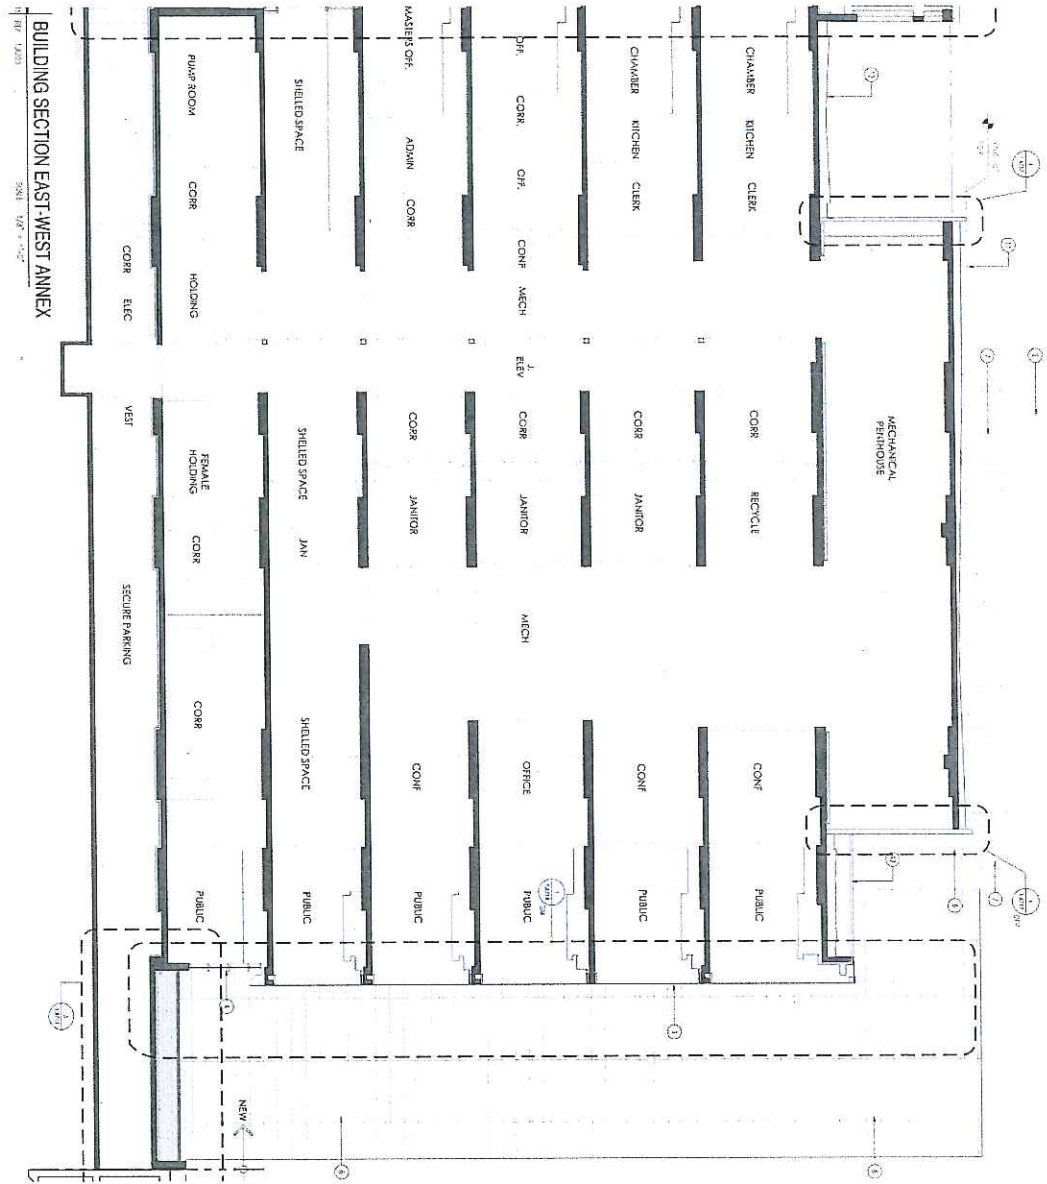 MECHANICAL
PENTHOUSE
CHAMBER KITCHEN CLERK CORR RECYCLE CONF PUBLIC
CHAMBER KITCHEN CLERK CORR JANITOR CONF PUBLIC
OFF. CORR. OFF. CONF MECH J. ELEV CORR JANITOR MECH OFFICE PUBLIC
MASTERS OFF. ADMIN CORR CORR JANITOR CONF PUBLIC
SHELLED SPACE SHELLED SPACE JAN SHELLED SPACE PUBLIC
NEW
PUMP ROOM CORR HOLDING FEMALE HOLDING CORR CORR PUBLIC
CORR ELEC VEST SECURE PARKING
BUILDING SECTION EAST-WEST ANNEX